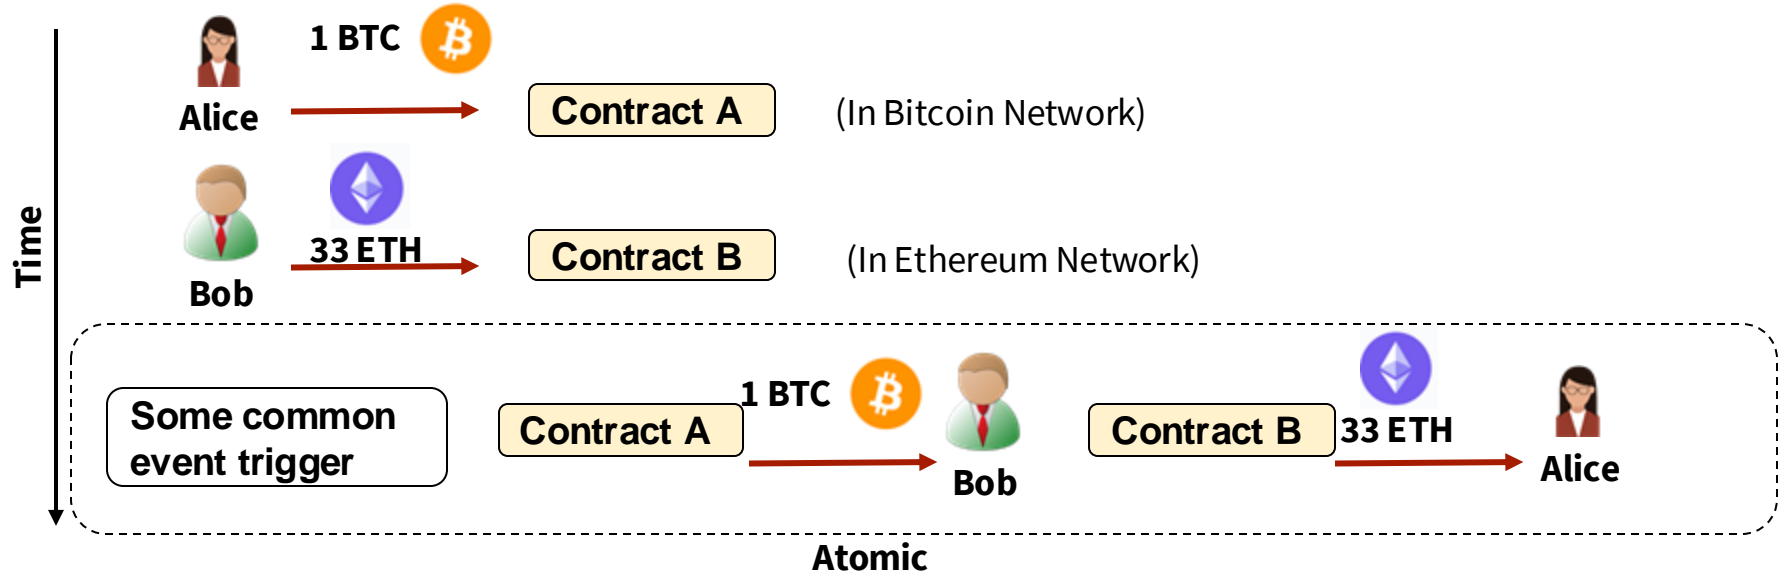 Time
1 BTC
Alice
Contract A
(In Bitcoin Network)
33 ETH
Bob
Contract B
(In Ethereum Network)
Some common
event trigger
Contract A
1 BTC
Bob
Contract B
33 ETH
Alice
Atomic